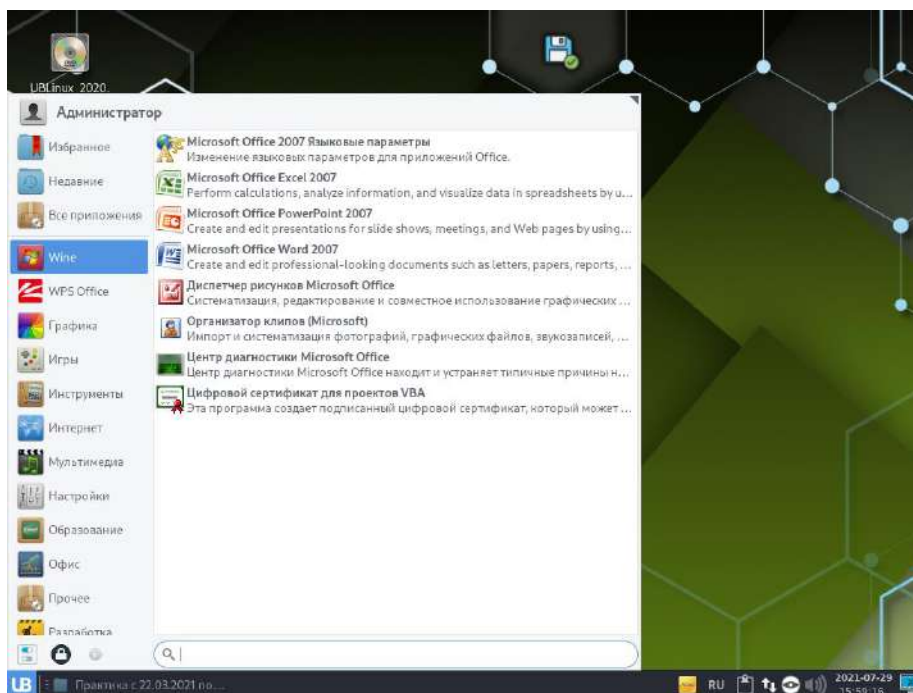 UBLinux 2020.
Администратор
Избранное
Недавние
Все приложения
Wine
WPS Office
Графика
Игры
Инструменты
Интернет
Мультимедиа
Настройки
Образование
Офис
Прочее
Разработка
Microsoft Office 2007 Языковые параметры
Изменение языковых параметров для приложений Office.
Microsoft Office Excel 2007
Perform calculations, analyze information, and visualize data in spreadsheets by u...
Microsoft Office PowerPoint 2007
Create and edit presentations for slide shows, meetings, and Web pages by using...
Microsoft Office Word 2007
Create and edit professional-looking documents such as letters, papers, reports, ...
Диспетчер рисунков Microsoft Office
Систематизация, редактирование и совместное использование графических ...
Организатор клипов (Microsoft)
Импорт и систематизация фотографий, графических файлов, звукозаписей, ...
Центр диагностики Microsoft Office
Центр диагностики Microsoft Office находит и устраняет типичные причины н...
Цифровой сертификат для проектов VBA
Эта программа создает подписанный цифровой сертификат, который может ...
UB
Практика с 22.03.2021 по...
RU
2021-07-29
15:59:16